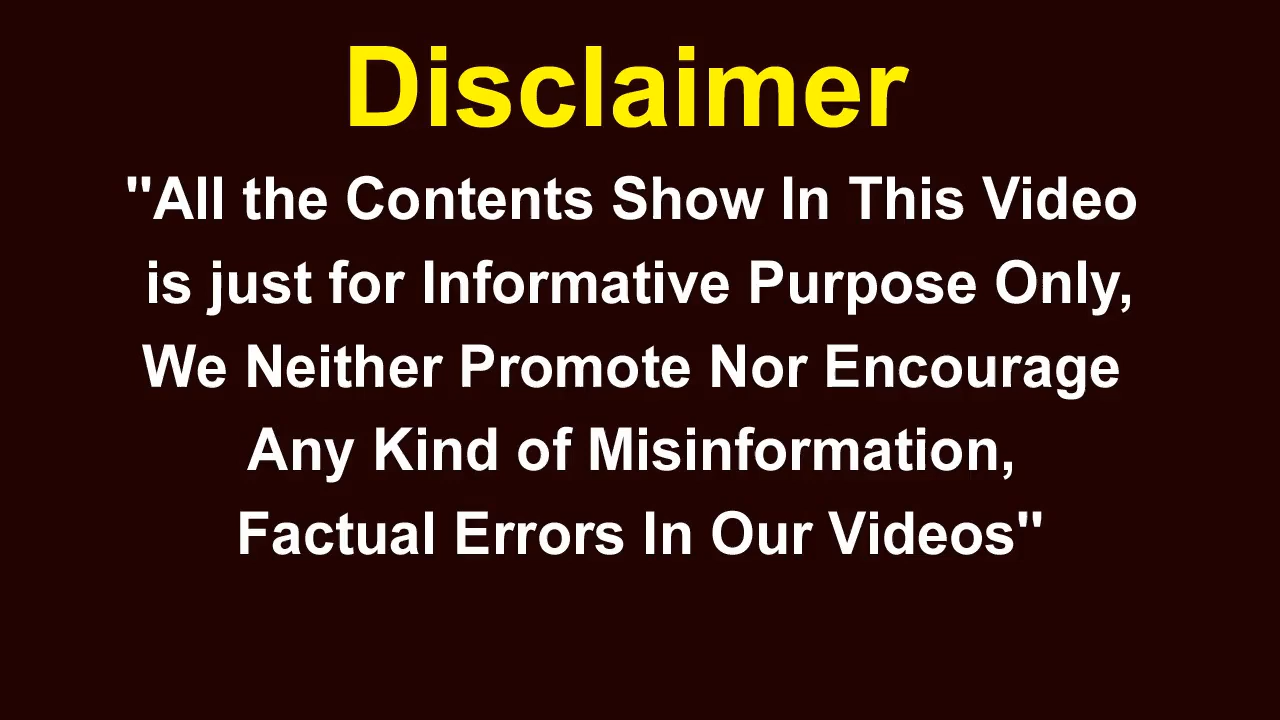 Disclaimer
"All the Contents Show In This Video
is just for Informative Purpose Only,
We Neither Promote Nor Encourage
Any Kind of Misinformation,
Factual Errors In Our Videos"